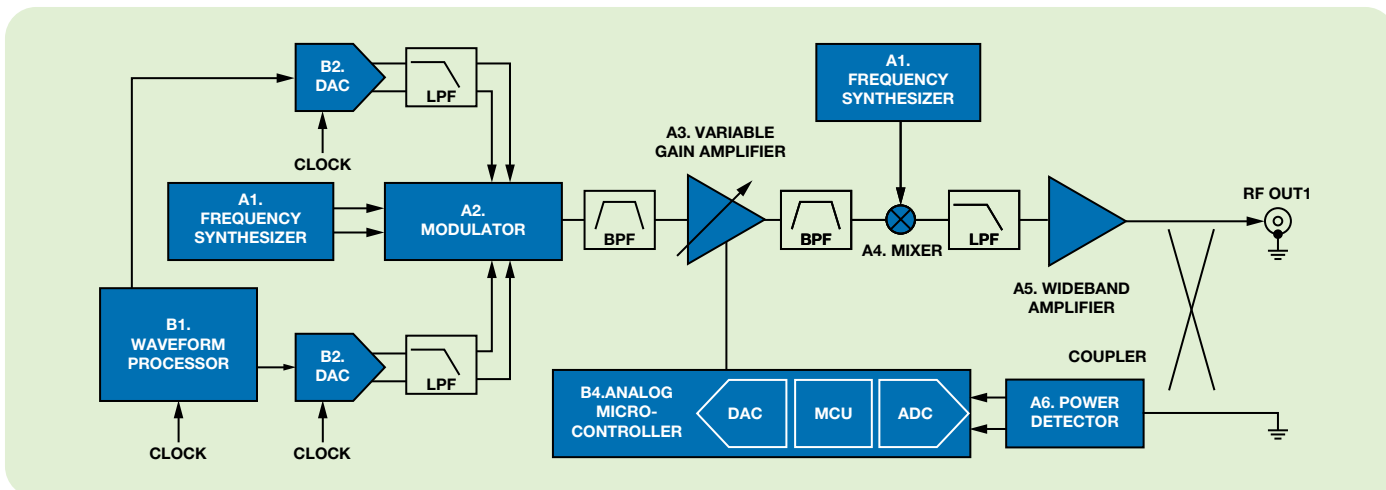 B2.
DAC
LPF
CLOCK
A1.
FREQUENCY
SYNTHESIZER
A2.
MODULATOR
BPF
A3. VARIABLE
GAIN AMPLIFIER
BPF
A1.
FREQUENCY
SYNTHESIZER
A4. MIXER
LPF
A5. WIDEBAND
AMPLIFIER
RF OUT1
COUPLER
B1.
WAVEFORM
PROCESSOR
CLOCK
B2.
DAC
LPF
CLOCK
B4.ANALOG
MICRO-
CONTROLLER
DAC
MCU
ADC
A6. POWER
DETECTOR